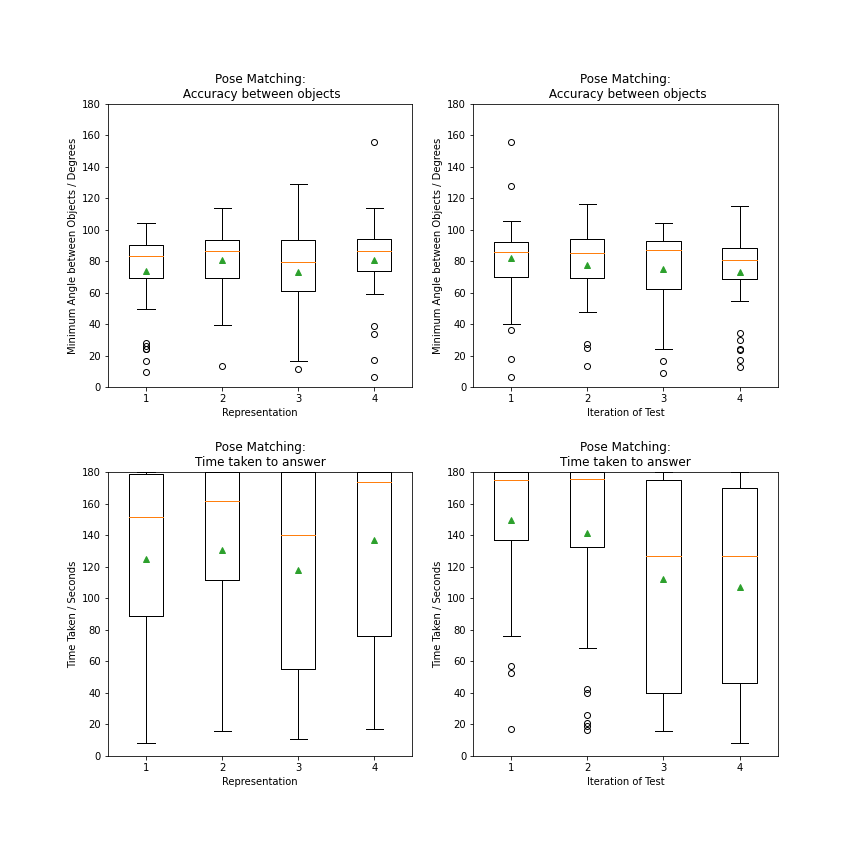 Pose Matching:
Accuracy between objects
180
160
140
120
100
80
60
40
20
0
Minimum Angle between Objects / Degrees
1 2 3 4
Representation
Pose Matching:
Accuracy between objects
180
160
140
120
100
80
60
40
20
0
Minimum Angle between Objects / Degrees
1 2 3 4
Iteration of Test
Pose Matching:
Time taken to answer
180
160
140
120
100
80
60
40
20
0
Time Taken / Seconds
1 2 3 4
Representation
Pose Matching:
Time taken to answer
180
160
140
120
100
80
60
40
20
0
Time Taken / Seconds
1 2 3 4
Iteration of Test